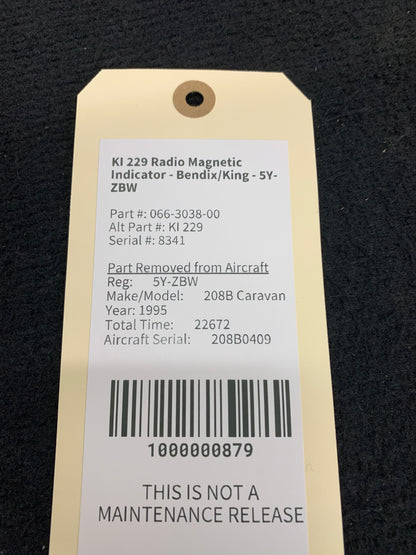 KI 229 Radio Magnetic
Indicator - Bendix/King - 5Y-
ZBW
Part #: 066-3038-00
Alt Part #: KI 229
Serial #: 8341
Part Removed from Aircraft
Reg: 5Y-ZBW
Make/Model: 208B Caravan
Year: 1995
Total Time: 22672
Aircraft Serial: 208B0409
1000000879
THIS IS NOT A
MAINTENANCE RELEASE